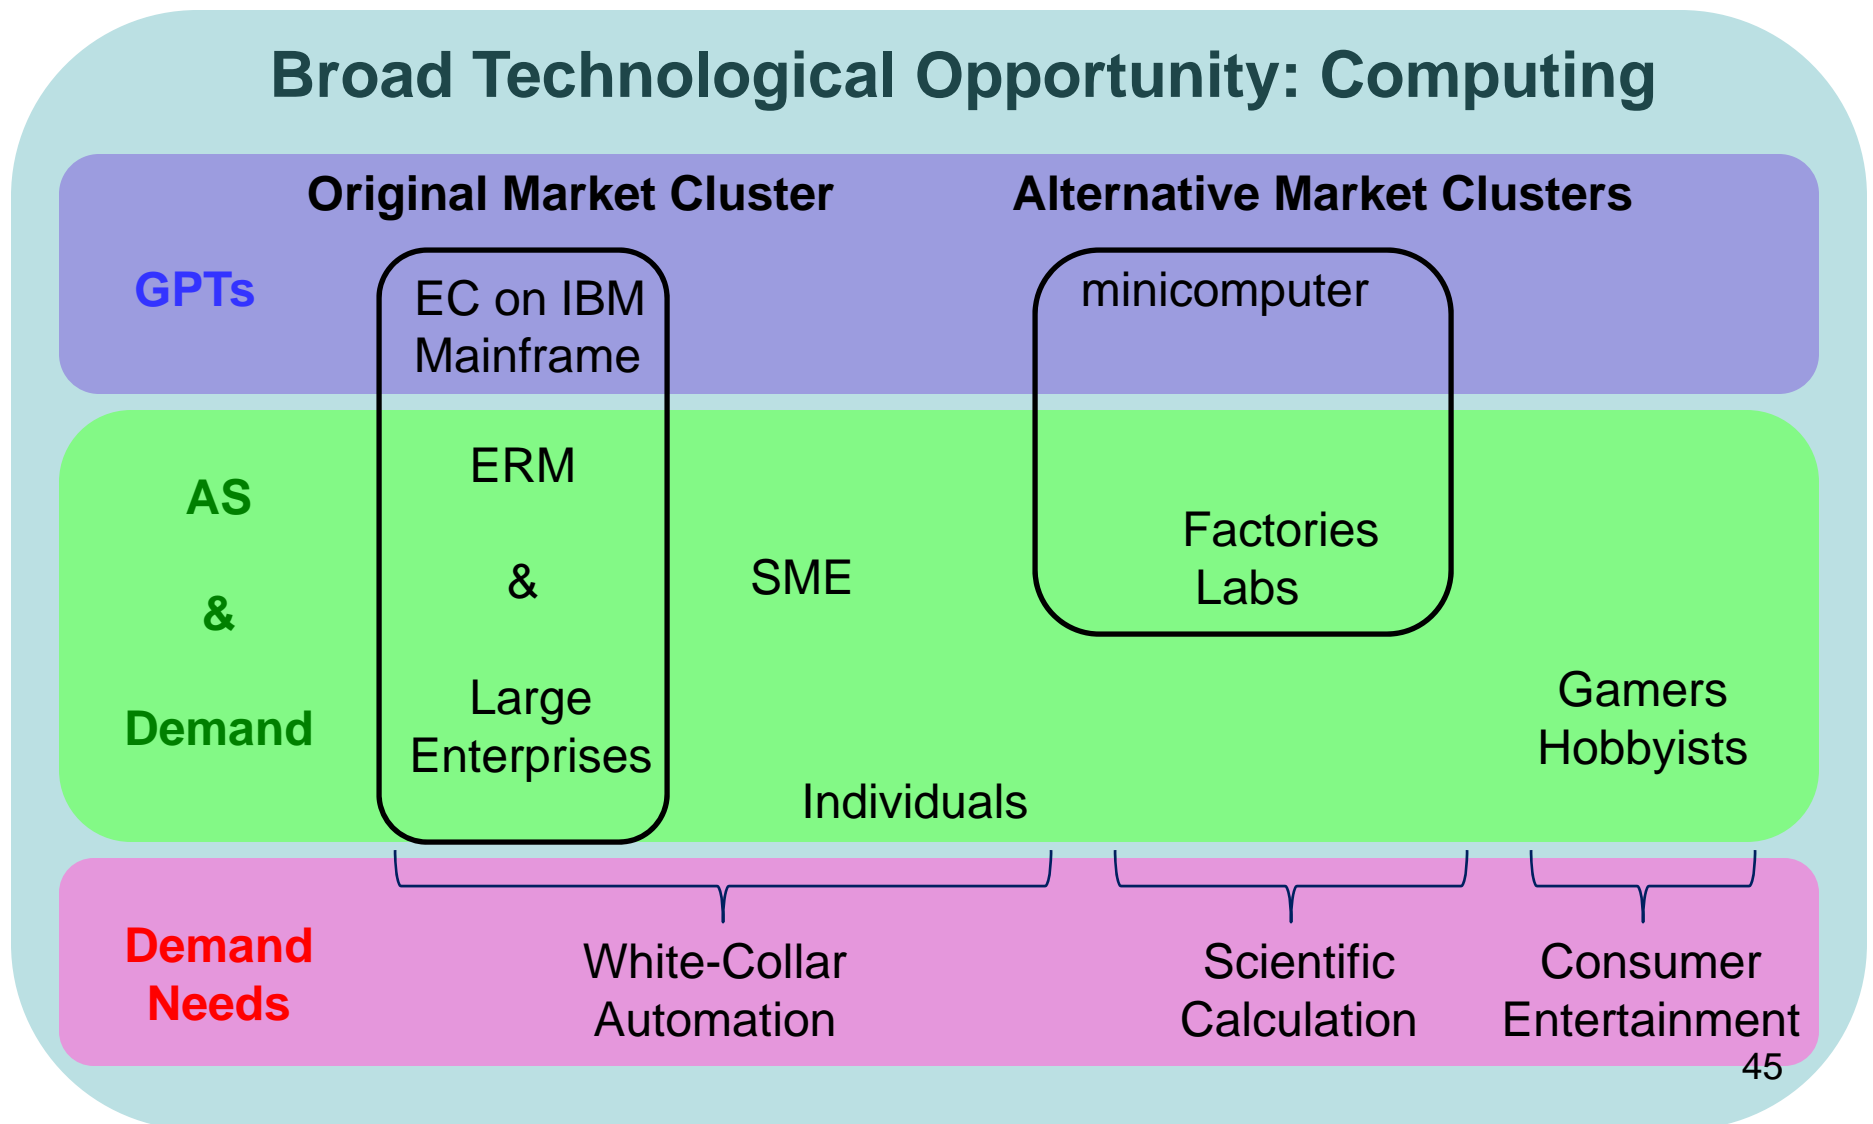 Broad Technological Opportunity: Computing
Original Market Cluster
Alternative Market Clusters
GPTs
EC on IBM
Mainframe
minicomputer
AS
&
Demand
ERM
&
Large
Enterprises
SME
Individuals
Factories
Labs
Gamers
Hobbyists
Demand
Needs
White-Collar
Automation
Scientific
Calculation
Consumer
Entertainment
45